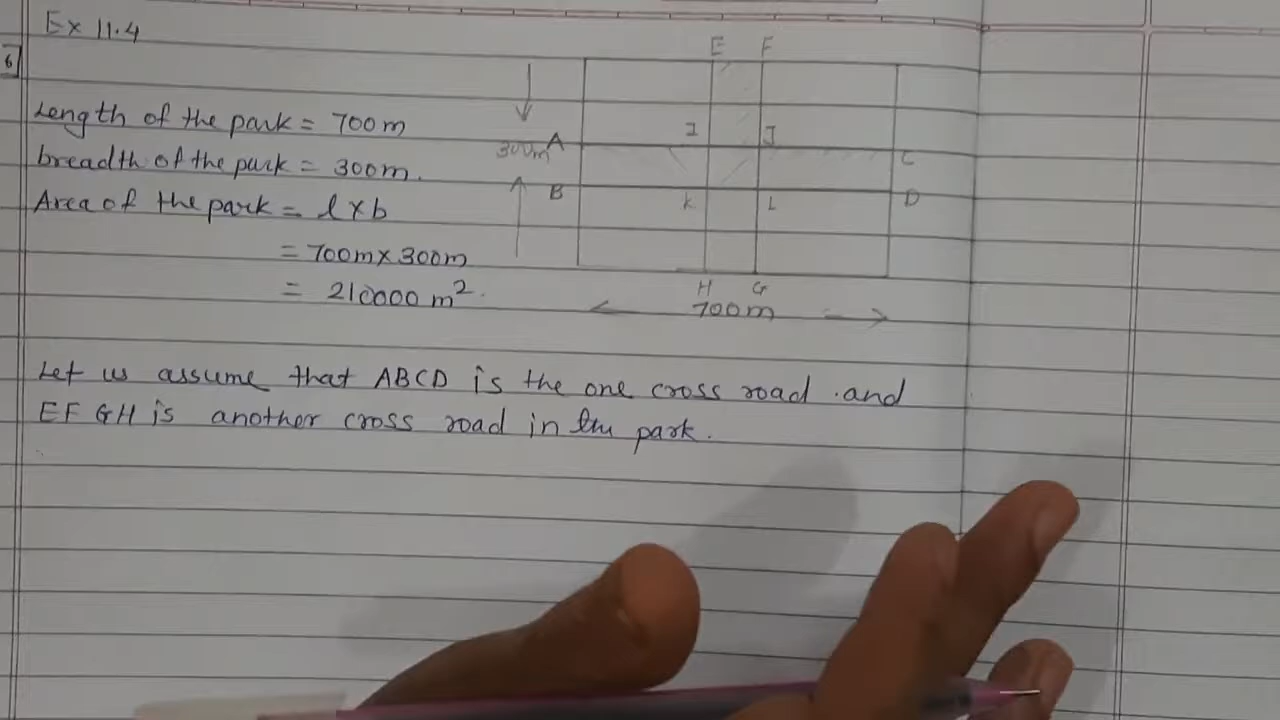 Ex 11.4
6
E F
Length of the park = 700m
300m
A
I
J
C
breadth of the park = 300m.
B
K
L
D
Area of the park = l x b
= 700m x 300m
H G
= 210000 m².
700m
Let us assume that ABCD is the one cross road .and
EFGH is another cross road in the park.